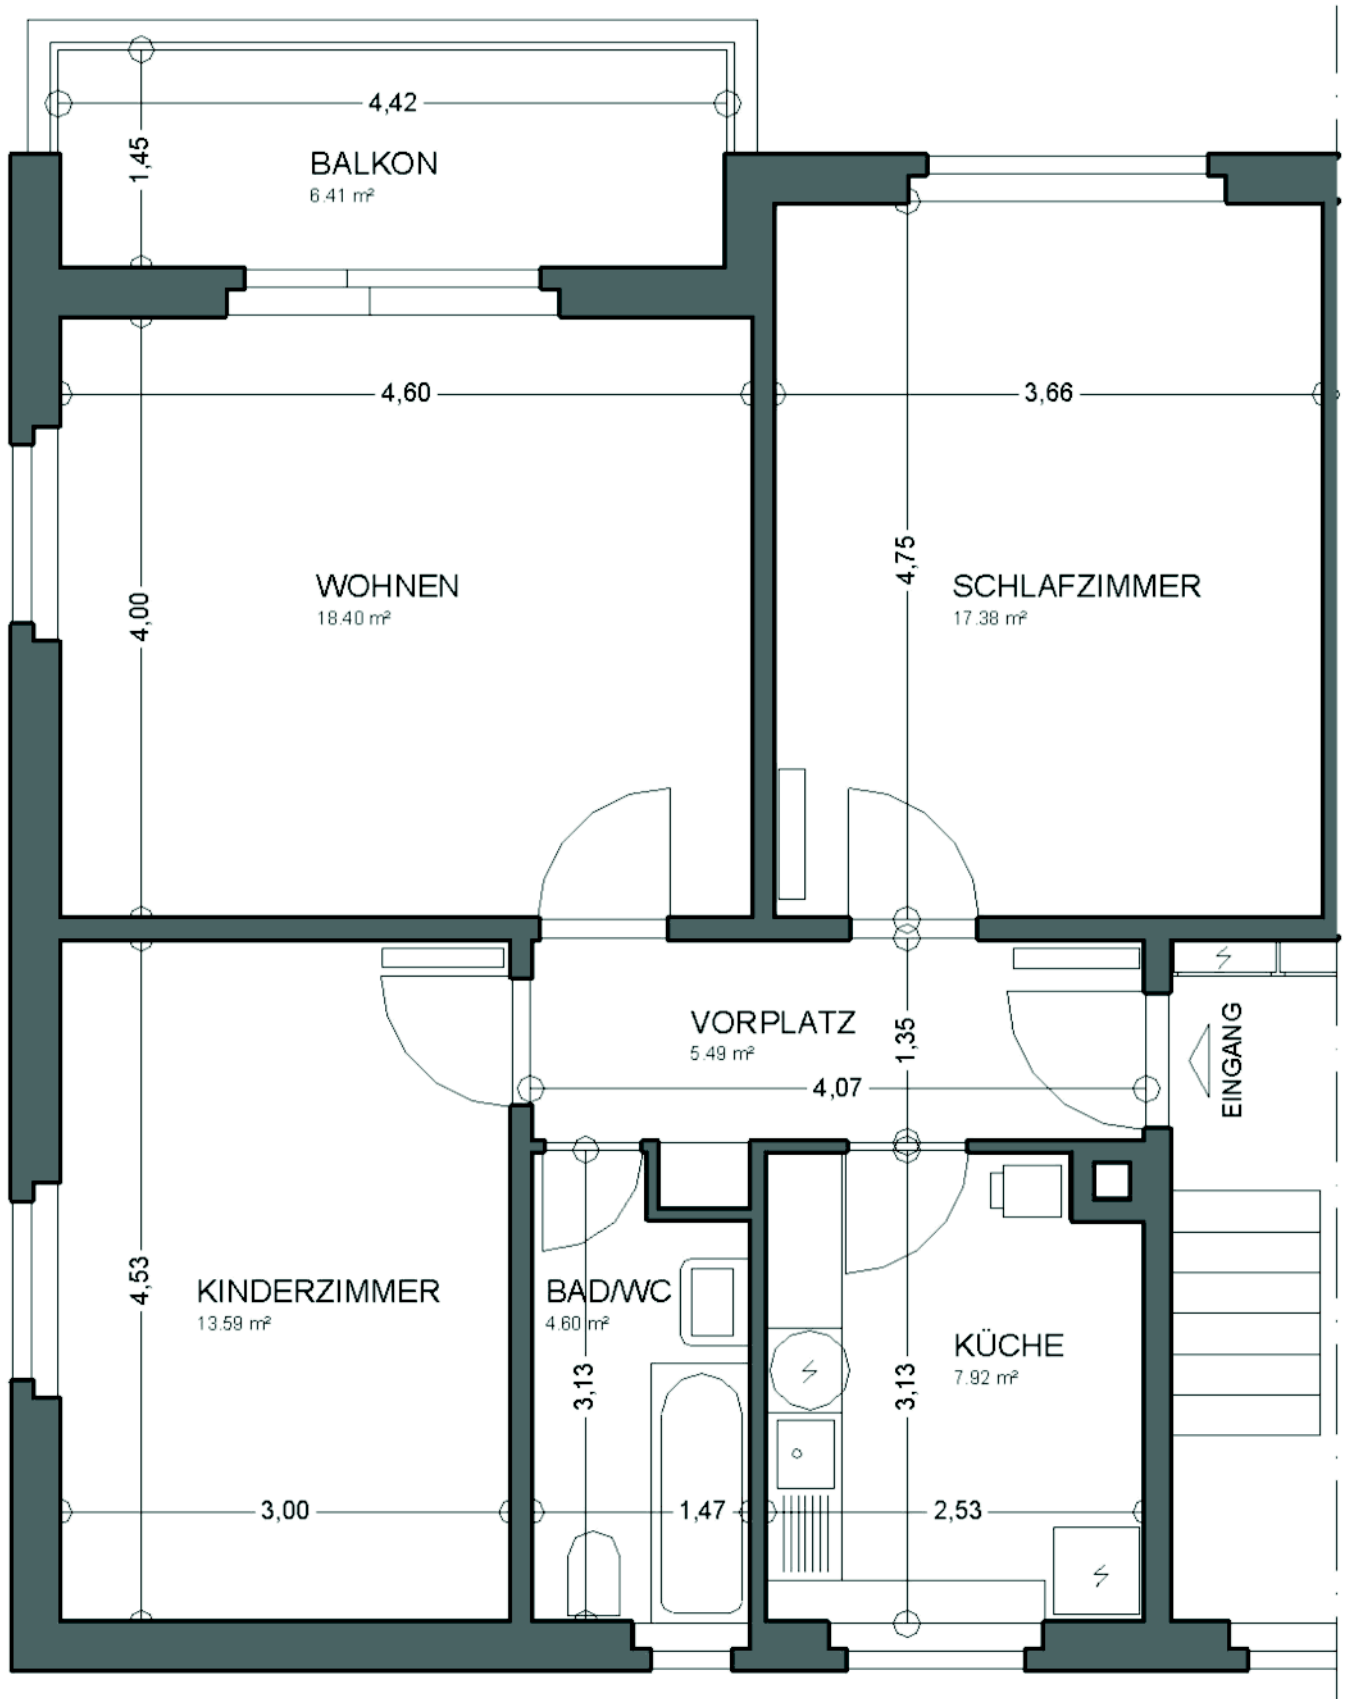 4,42
1,45
BALKON
6.41 m²
4,60
3,66
4,75
WOHNEN
18.40 m²
4,00
SCHLAFZIMMER
17.38 m²
VORPLATZ
5.49 m²
1,35
4,07
EINGANG
4,53
KINDERZIMMER
13.59 m²
BAD/WC
4.60 m²
KÜCHE
7.92 m²
3,13
3,13
3,00
1,47
2,53